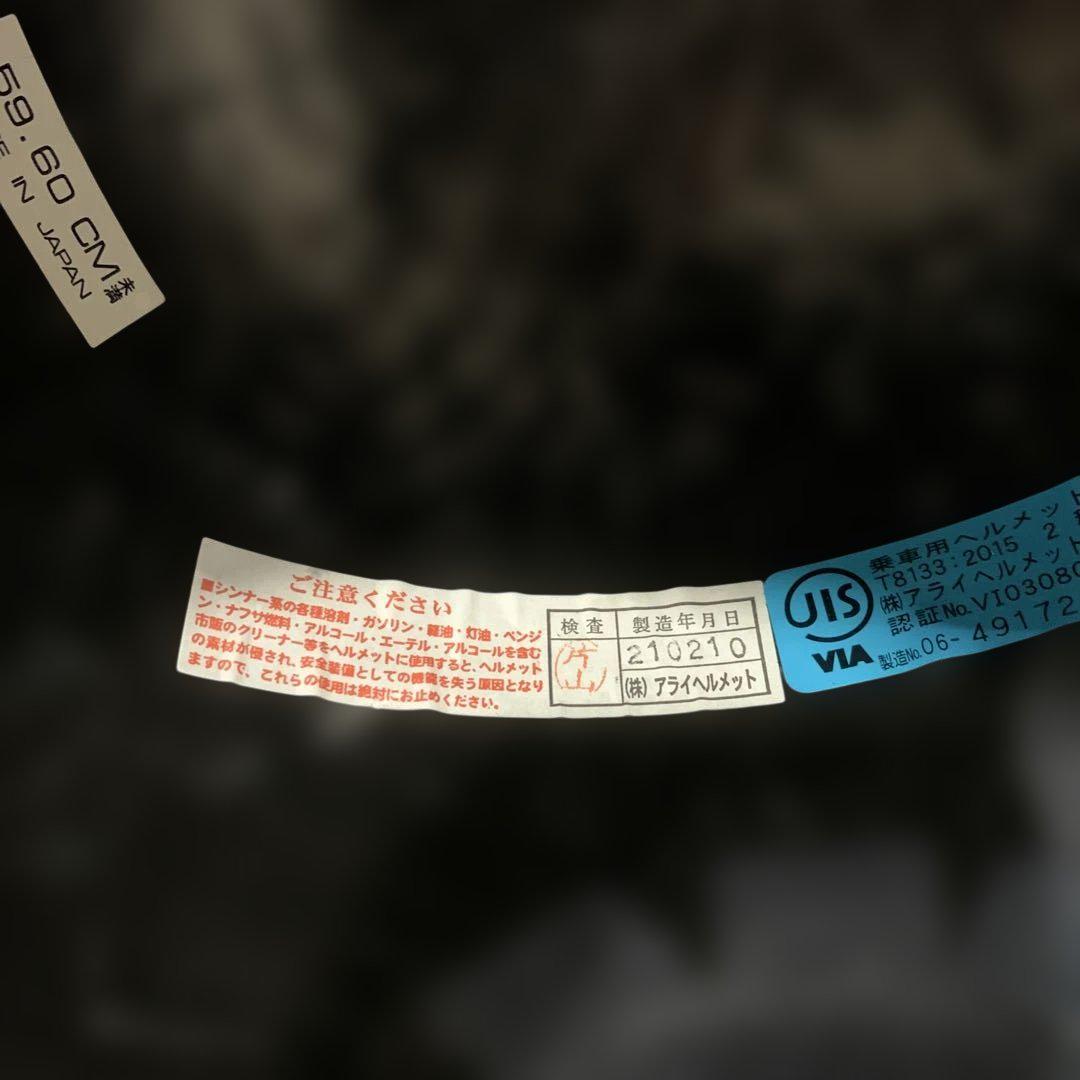 59・60 CM未満
IN JAPAN
ご注意ください
■シンナー系の各種溶剤・ガソリン・軽油・灯油・ベンジ
ン・ナフサ燃料・アルコール・エーテル・アルコールを含む
市販のクリーナー等をヘルメットに使用すると、ヘルメット
の素材が侵され、安全装備としての機能を失う原因となり
ますので、これらの使用は絶対にお止めください。
検査 製造年月日
片山 210210
(株) アライヘルメット
JIS
VIA
乗車用ヘルメット
T8133:2015 2
(株)アライヘルメット
認証No.VI0308
製造No.06-49172